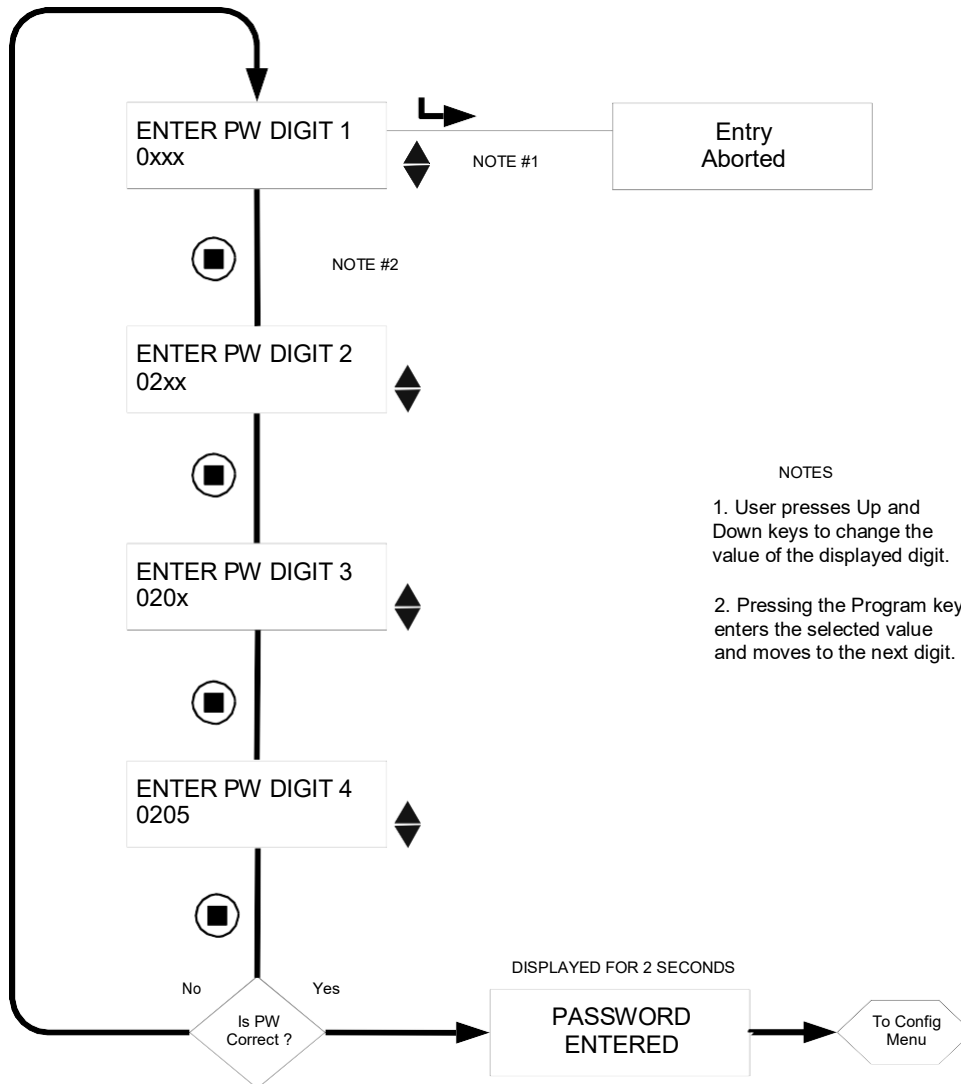 ENTER PW DIGIT 1
0xxx
Entry
Aborted
NOTE #1
NOTE #2
ENTER PW DIGIT 2
02xx
NOTES
1. User presses Up and
Down keys to change the
value of the displayed digit.
2. Pressing the Program key
enters the selected value
and moves to the next digit.
ENTER PW DIGIT 3
020x
ENTER PW DIGIT 4
0205
DISPLAYED FOR 2 SECONDS
No
Yes
Is PW
Correct ?
PASSWORD
ENTERED
To Config
Menu